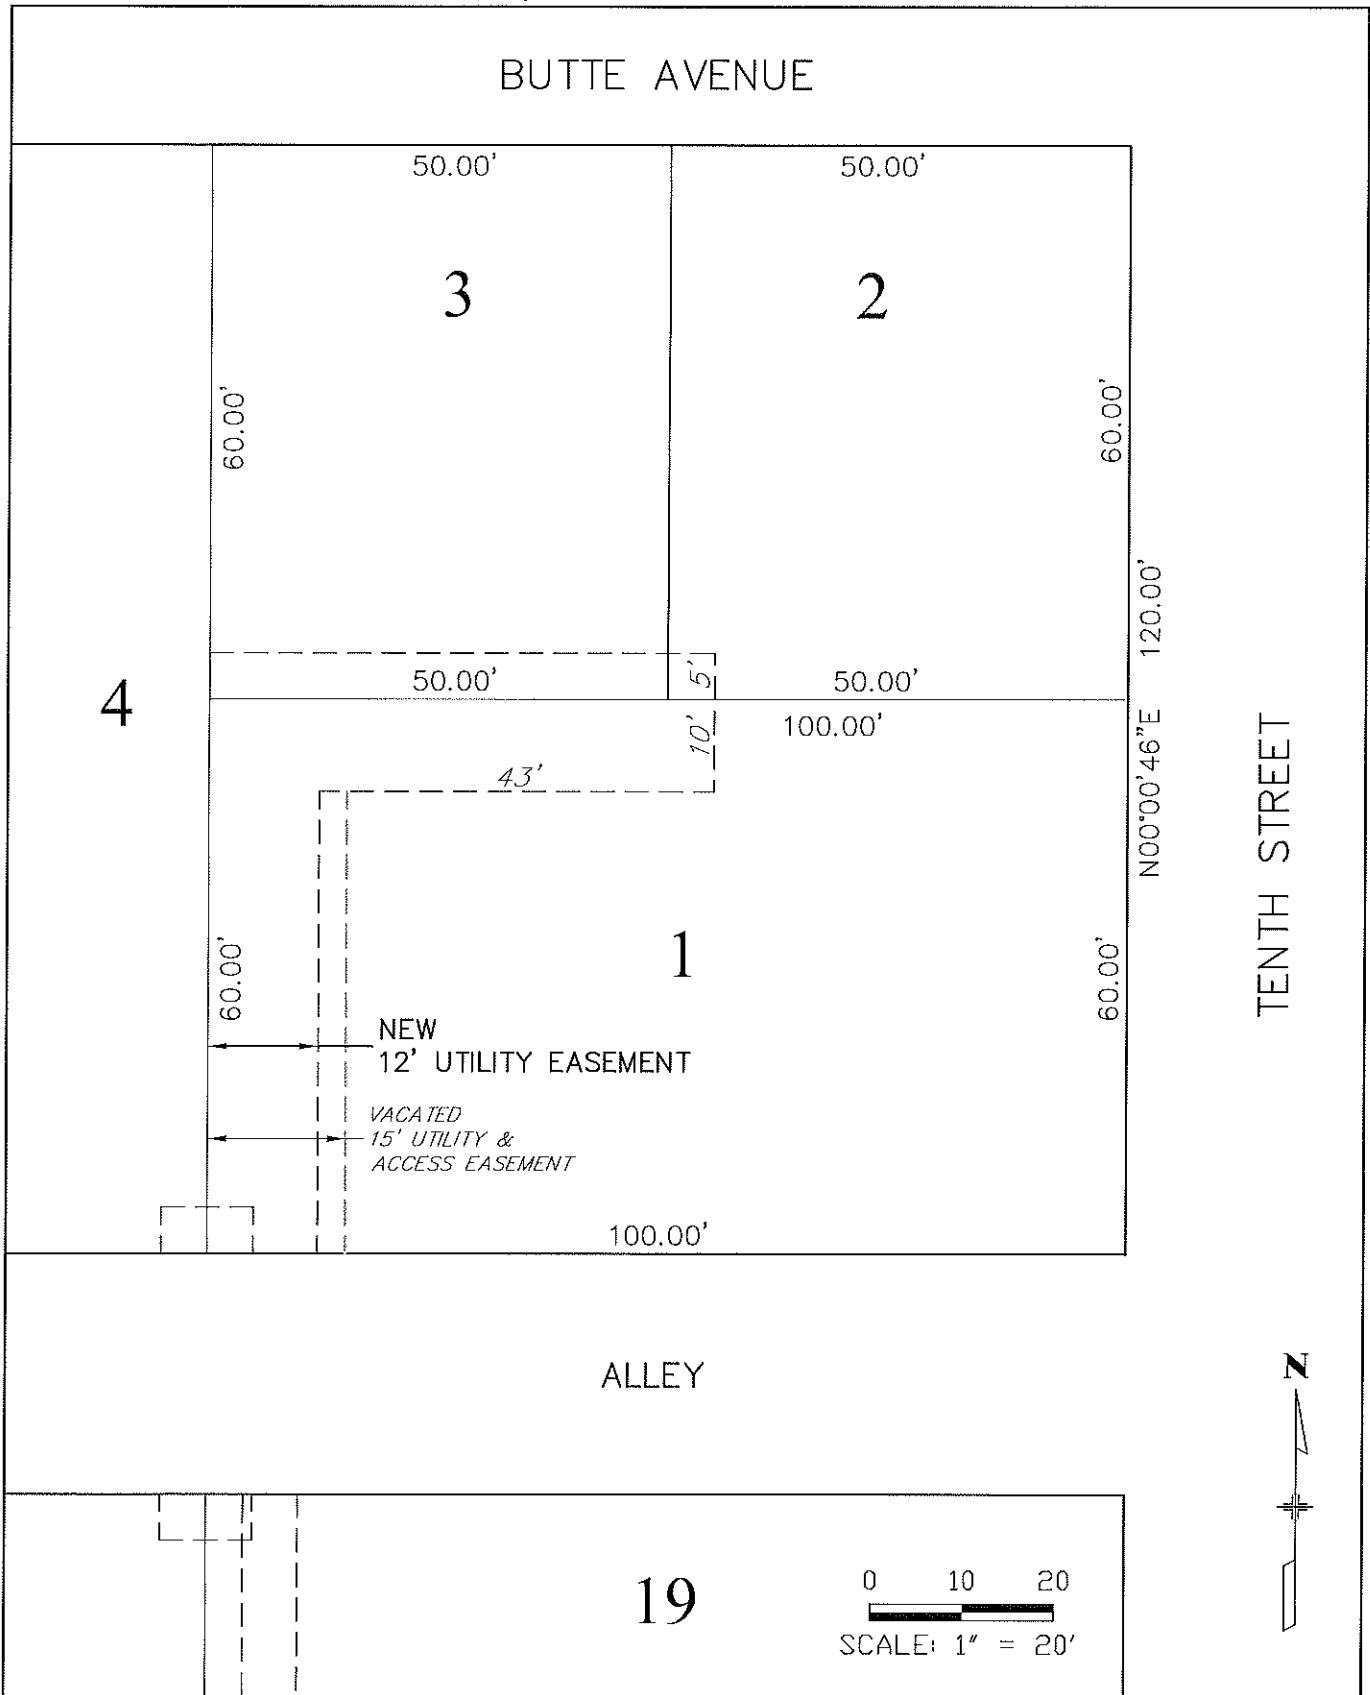 BUTTE AVENUE
50.00'
50.00'
3
2
60.00'
60.00'
120.00'
N00°00'46"E
TENTH STREET
4
50.00'
5'
50.00'
10'
100.00'
43'
1
60.00'
60.00'
NEW
12' UTILITY EASEMENT
VACATED
15' UTILITY &
ACCESS EASEMENT
100.00'
ALLEY
N
19
0 10 20
SCALE: 1" = 20'